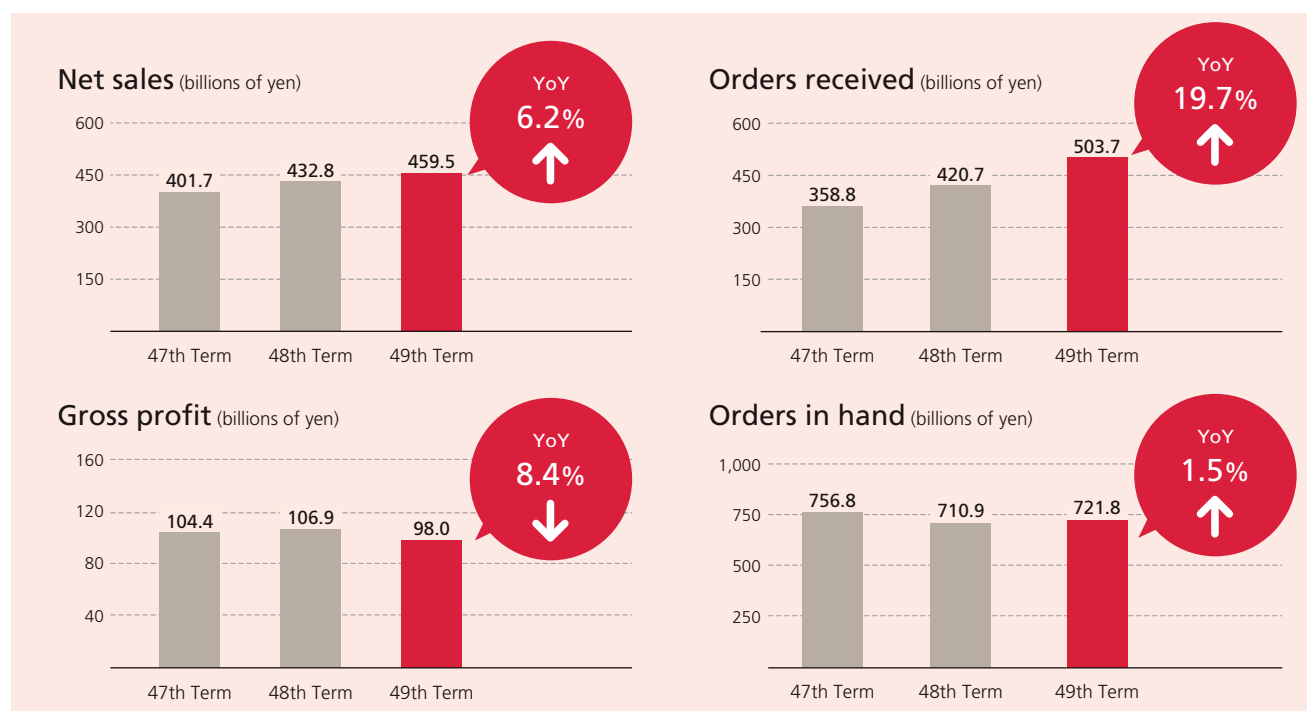 Net sales (billions of yen)
YoY
6.2%
600
450
300
150
401.7
432.8
459.5
47th Term
48th Term
49th Term
Orders received (billions of yen)
YoY
19.7%
600
450
300
150
358.8
420.7
503.7
47th Term
48th Term
49th Term
Gross profit (billions of yen)
YoY
8.4%
160
120
80
40
104.4
106.9
98.0
47th Term
48th Term
49th Term
Orders in hand (billions of yen)
YoY
1.5%
1,000
750
500
250
756.8
710.9
721.8
47th Term
48th Term
49th Term